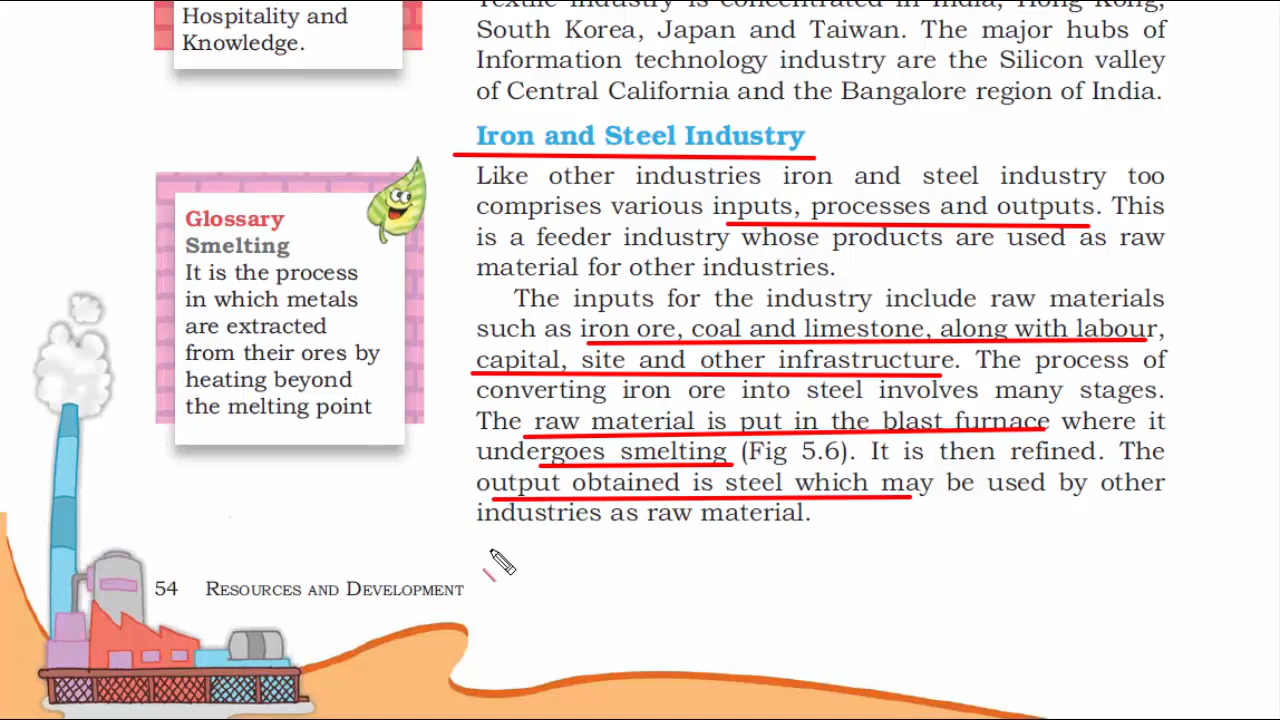 Hospitality and
Knowledge.
Textile industry is concentrated in India, Hong Kong,
South Korea, Japan and Taiwan. The major hubs of
Information technology industry are the Silicon valley
of Central California and the Bangalore region of India.
Iron and Steel Industry
Like other industries iron and steel industry too
comprises various inputs, processes and outputs. This
is a feeder industry whose products are used as raw
material for other industries.
The inputs for the industry include raw materials
such as iron ore, coal and limestone, along with labour,
capital, site and other infrastructure. The process of
converting iron ore into steel involves many stages.
The raw material is put in the blast furnace where it
undergoes smelting (Fig 5.6). It is then refined. The
output obtained is steel which may be used by other
industries as raw material.
Glossary
Smelting
It is the process
in which metals
are extracted
from their ores by
heating beyond
the melting point
54 RESOURCES AND DEVELOPMENT